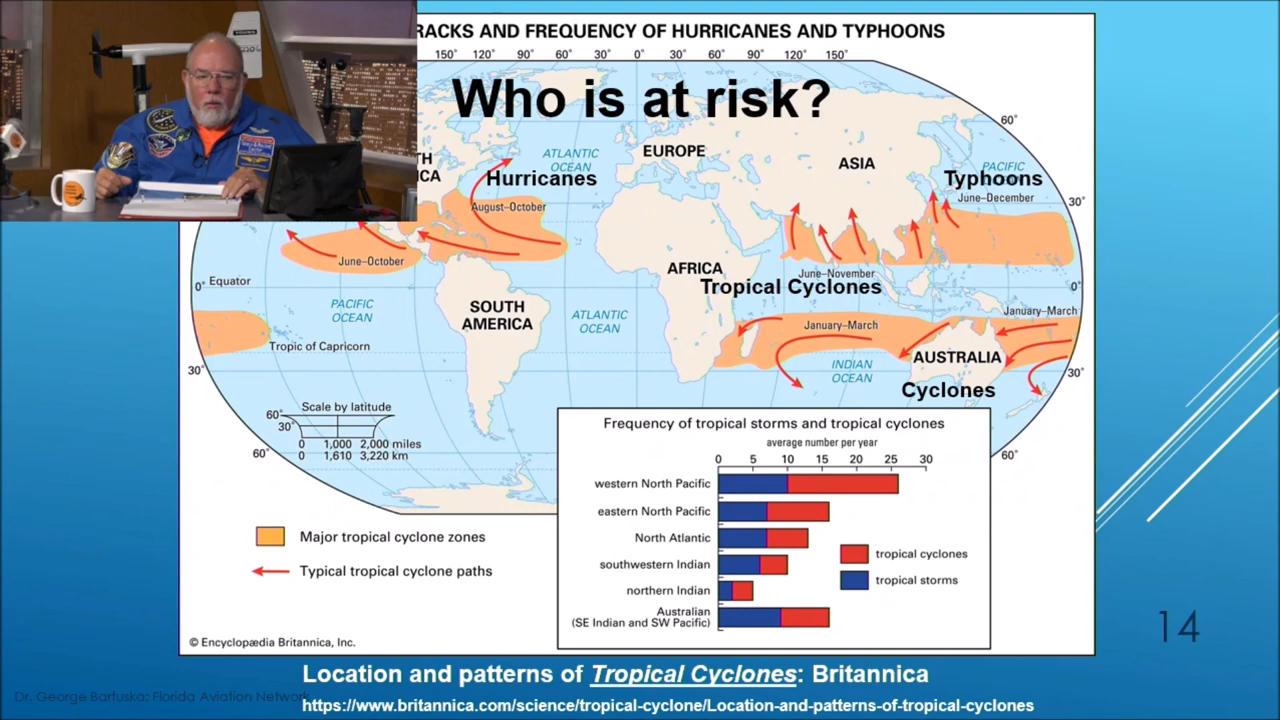 RACKS AND FREQUENCY OF HURRICANES AND TYPHOONS
150° 120° 90° 60° 30° 0° 30° 60° 90° 120° 150°
Who is at risk?
60°
EUROPE
ATLANTIC
OCEAN
ASIA
TH
ICA
PACIFIC
Hurricanes
Typhoons
August–October
June–December
30°
June–October
AFRICA
June–November
0° Equator
Tropical Cyclones
0°
PACIFIC
OCEAN
SOUTH
AMERICA
ATLANTIC
OCEAN
January–March
January–March
Tropic of Capricorn
AUSTRALIA
30°
INDIAN
OCEAN
30°
Cyclones
Scale by latitude
60°
30°
0 1,000 2,000 miles
0 1,610 3,220 km
60°
60°
Frequency of tropical storms and tropical cyclones
average number per year
0 5 10 15 20 25 30
western North Pacific
eastern North Pacific
North Atlantic
southwestern Indian
northern Indian
Australian
(SE Indian and SW Pacific)
tropical cyclones
tropical storms
Major tropical cyclone zones
Typical tropical cyclone paths
© Encyclopædia Britannica, Inc.
14
Location and patterns of Tropical Cyclones: Britannica
Dr. George Barfuska: Florida Aviation Network
https://www.britannica.com/science/tropical-cyclone/Location-and-patterns-of-tropical-cyclones